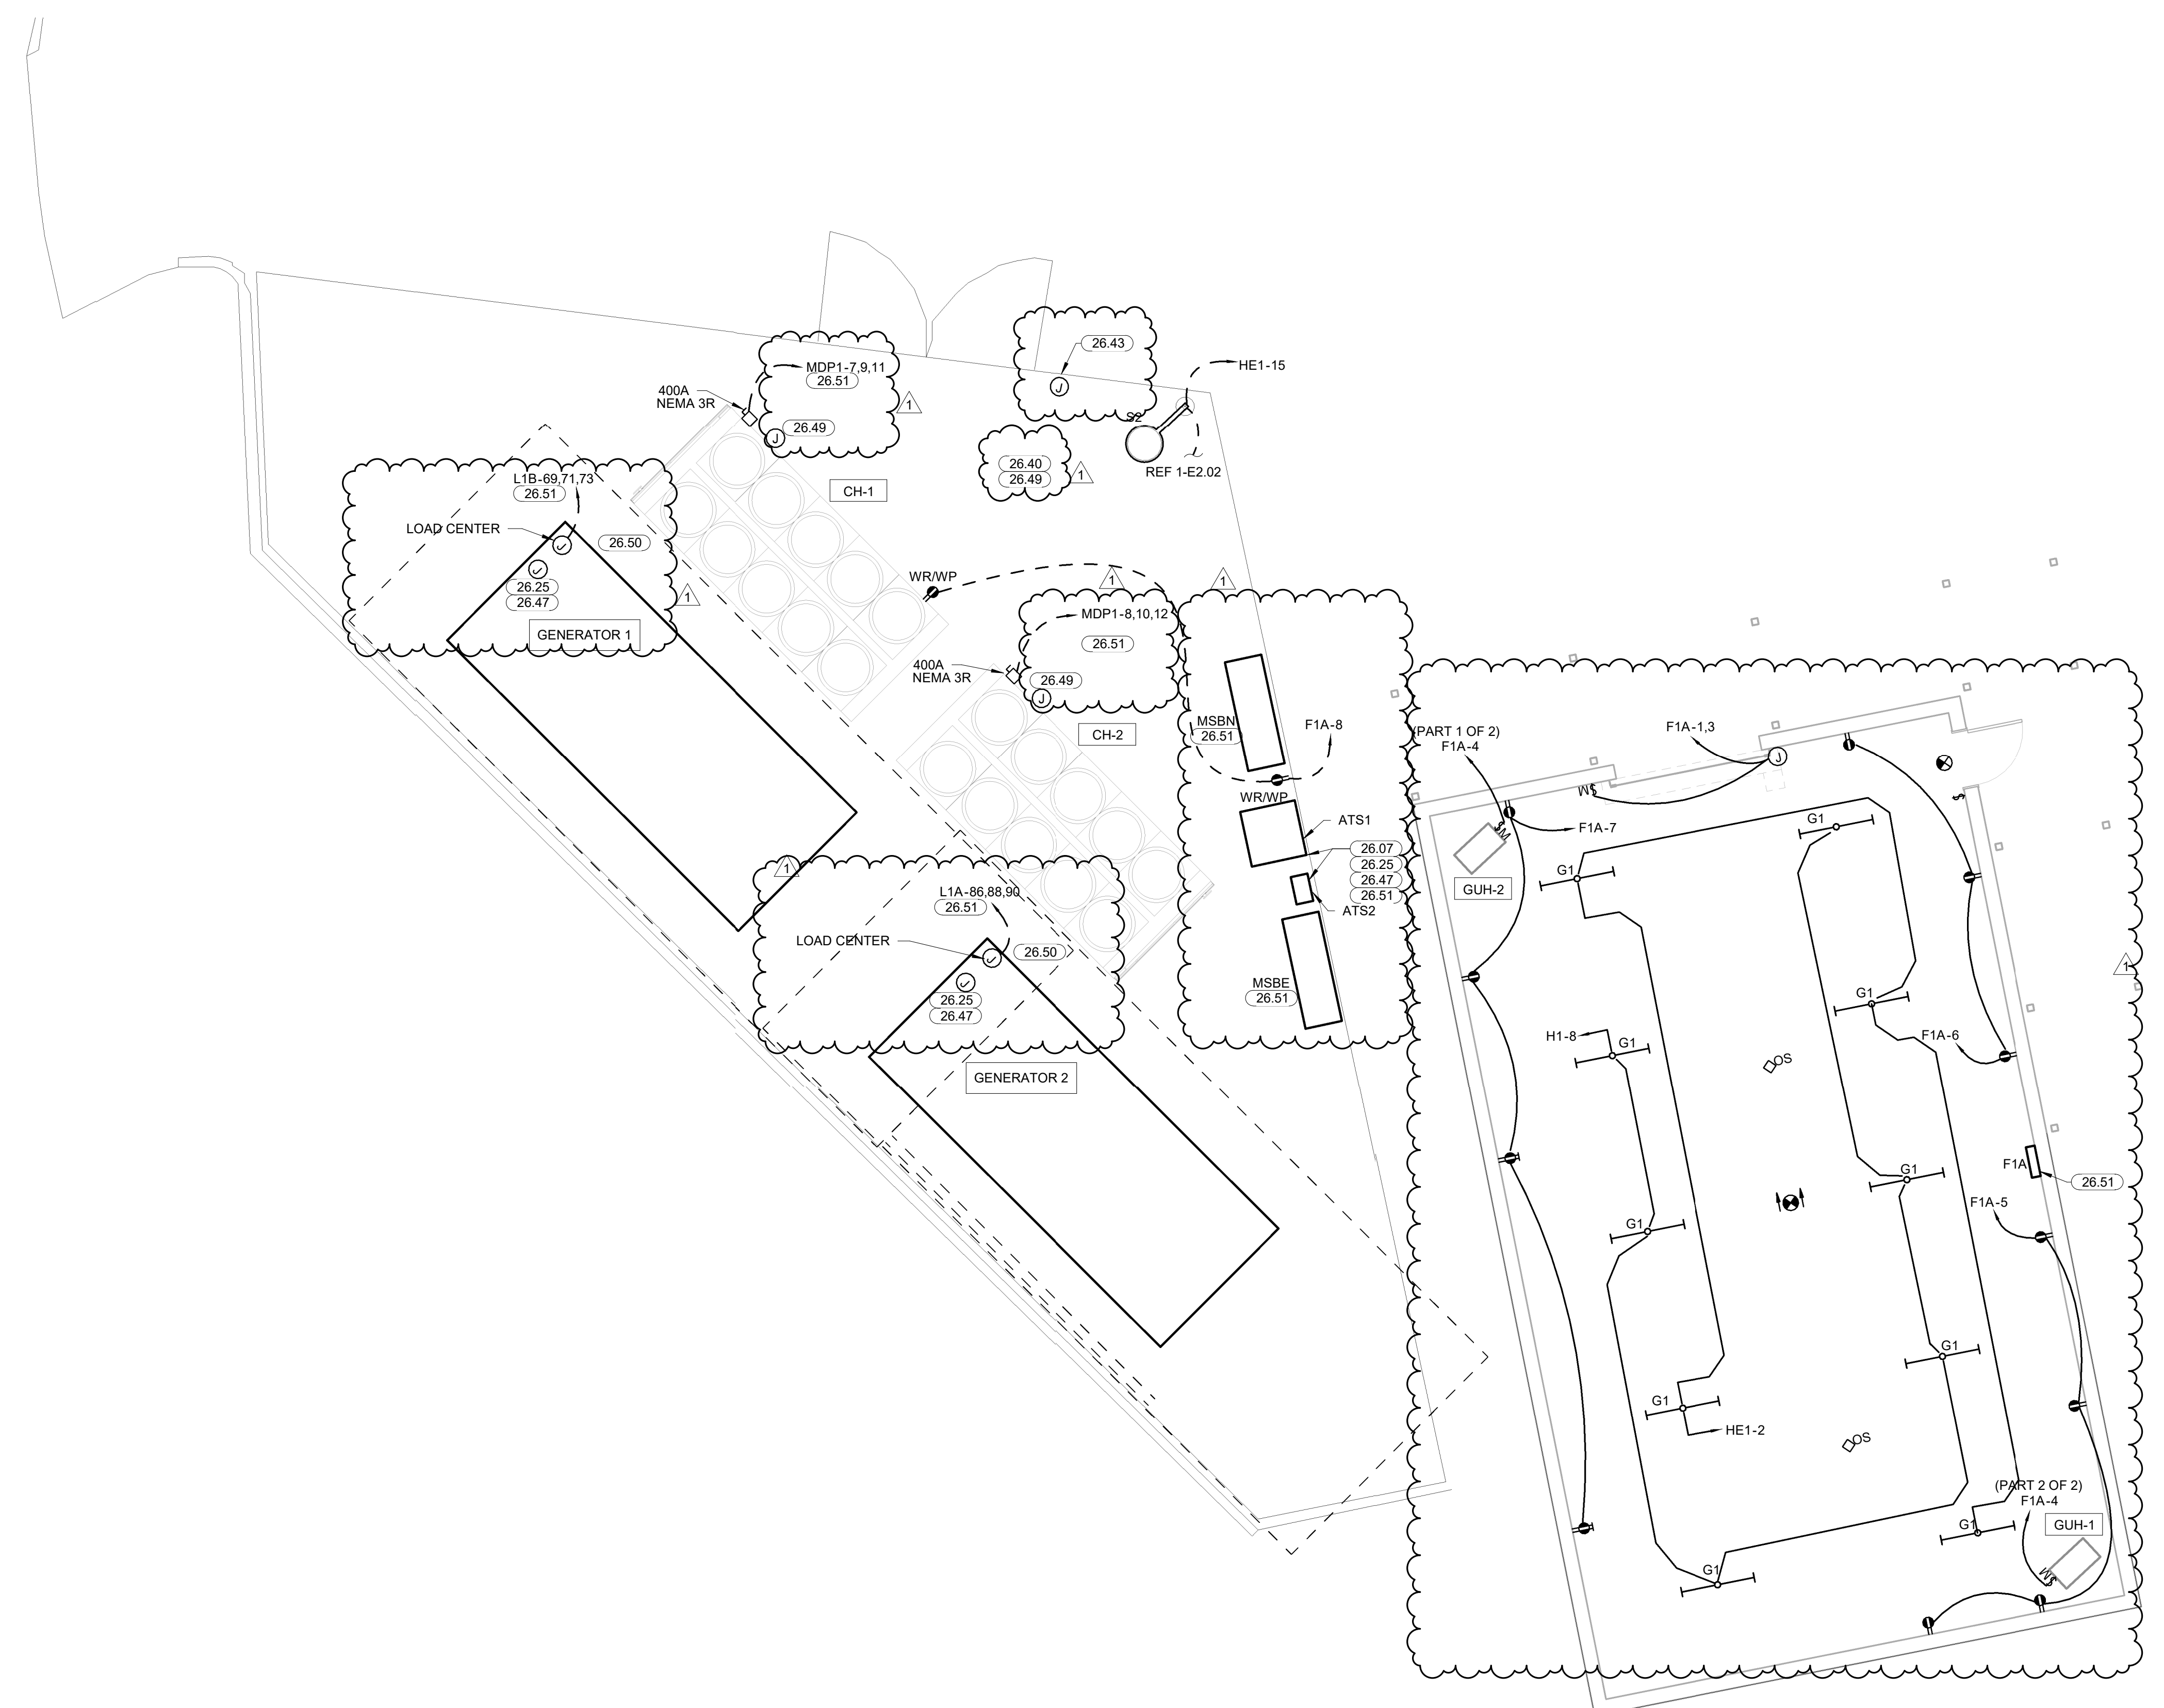 26.43
MDP1-7,9,11
26.51
HE1-15
400A
NEMA 3R
1
S2
26.49
26.40
26.49
1
REF 1-E2.02
CH-1
L1B-69,71,73
26.51
LOAD CENTER
26.50
26.25
26.47
1
GENERATOR 1
J
J
J
WR/WP
1
1
MDP1-8,10,12
26.51
400A
NEMA 3R
26.49
CH-2
MSBN
26.51
F1A-8
WR/WP
ATS1
26.07
26.25
26.47
26.51
ATS2
MSBE
26.51
1
L1A-86,88,90
26.51
LOAD CENTER
26.50
26.25
26.47
GENERATOR 2
(PART 1 OF 2)
F1A-4
F1A-1,3
J
$M
$
$M
F1A-7
GUH-2
G1
G1
G1
G1
H1-8
OS
F1A-6
1
G1
F1A
26.51
F1A-5
G1
G1
G1
HE1-2
OS
(PART 2 OF 2)
F1A-4
G1
GUH-1
$M
G1